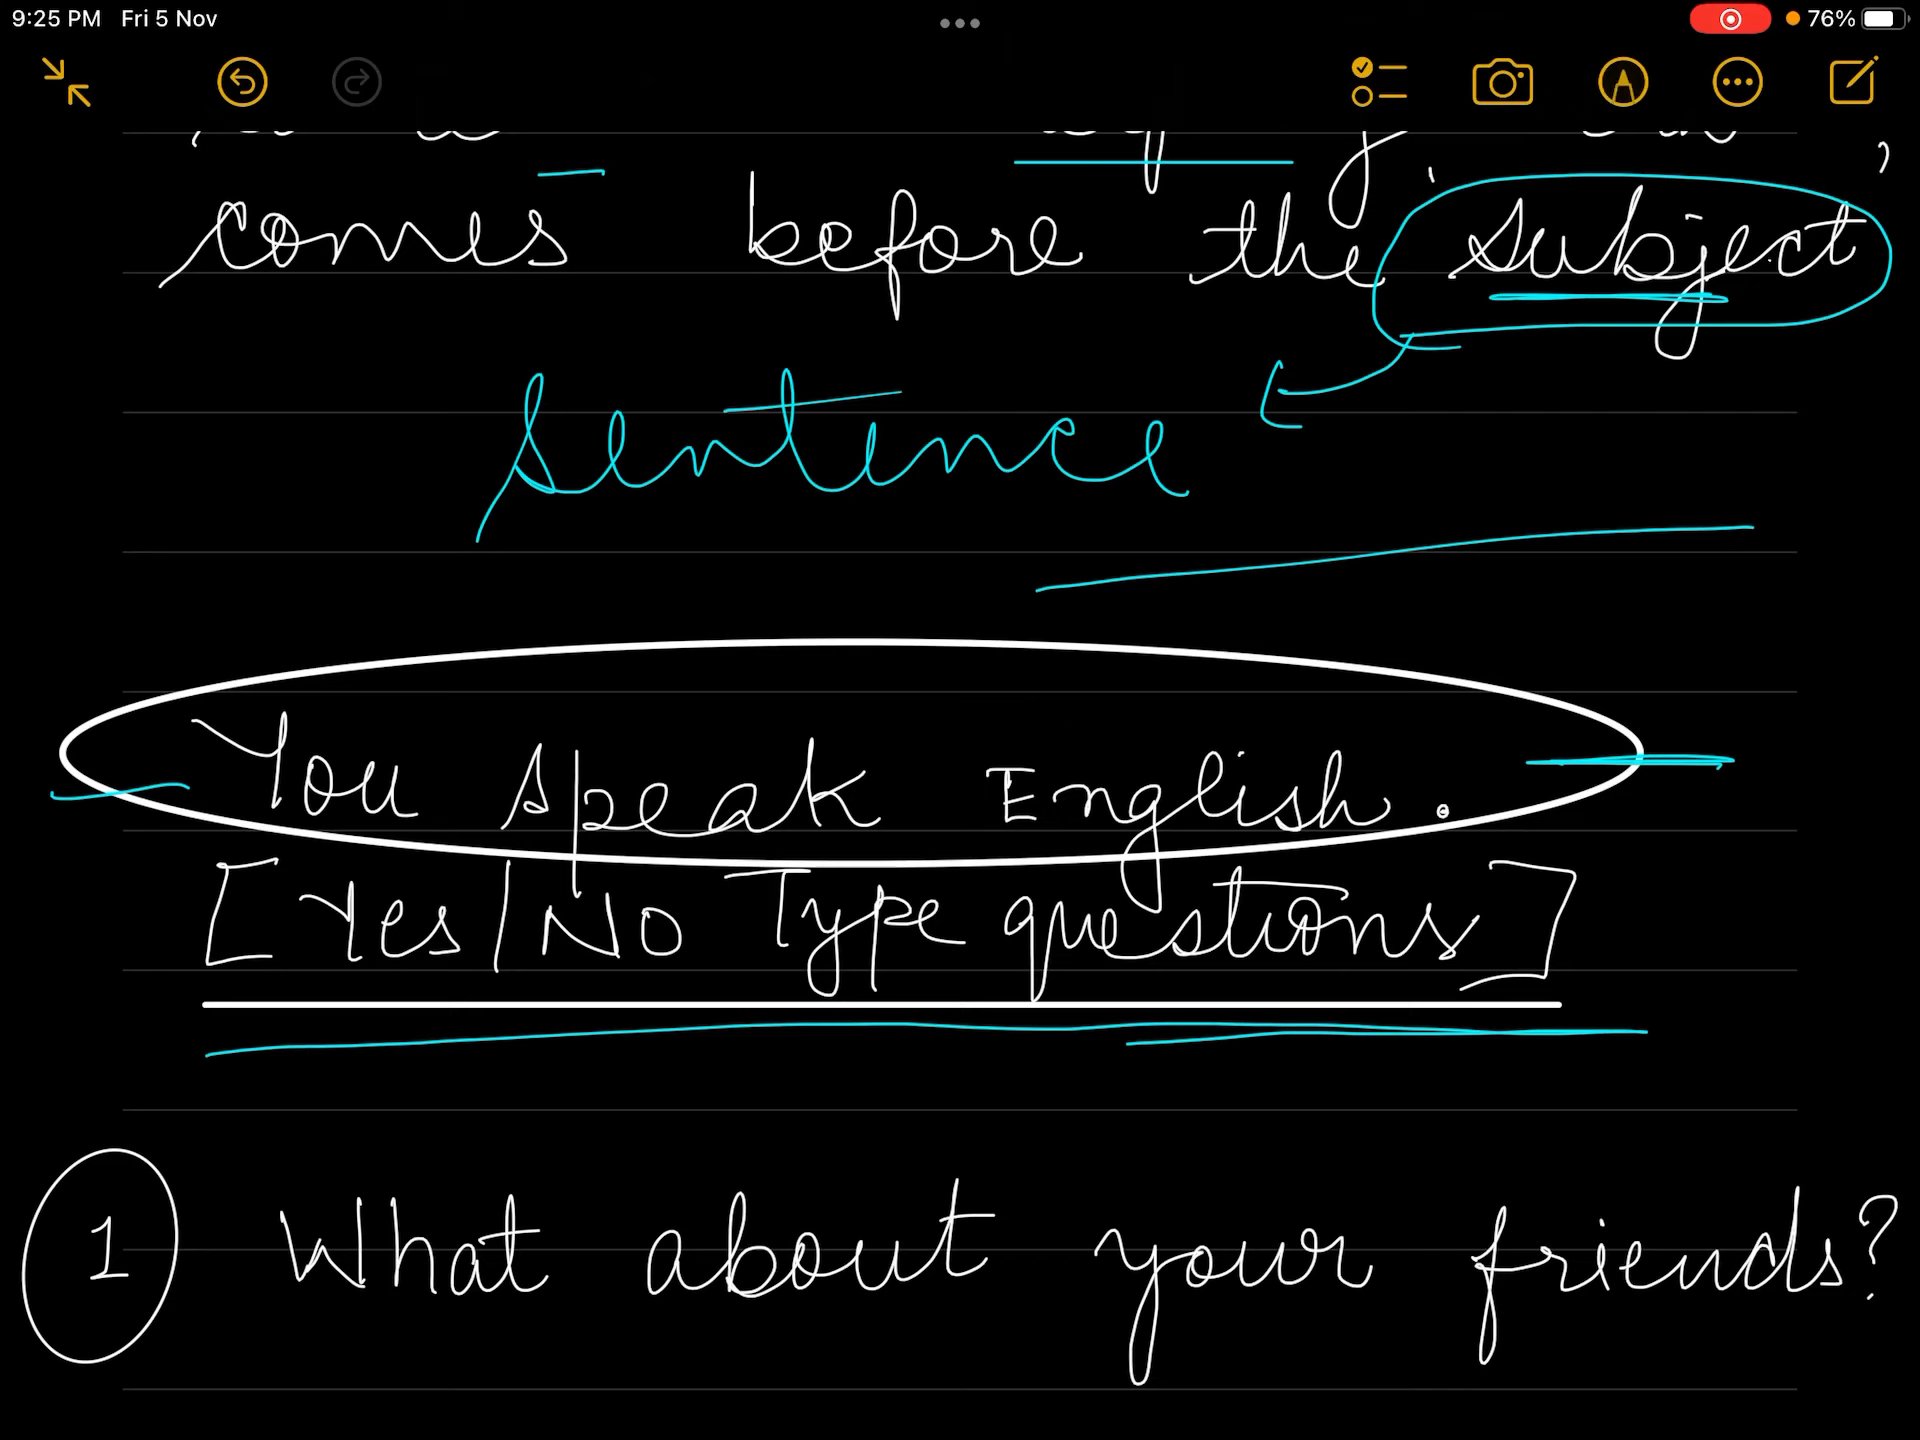 9:25 PM Fri 5 Nov
76%
comes before the subject
sentence
You speak English.
[Yes/No Type questions]
1 What about your friends?